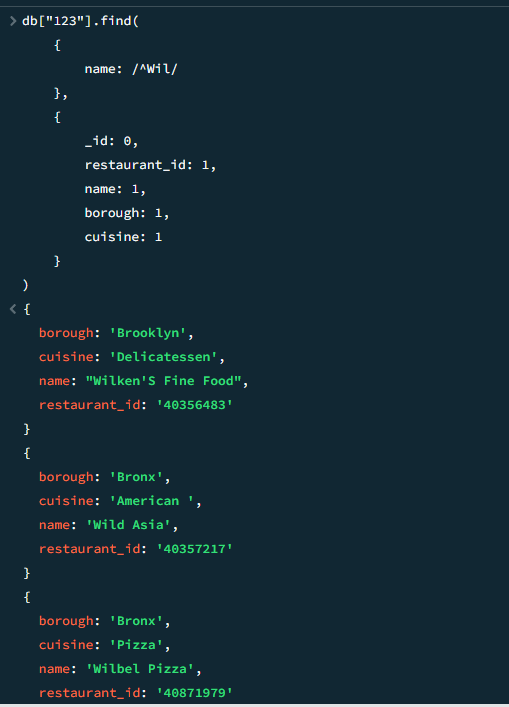 > db["123"].find(
{
name: /^Wil/
},
{
_id: 0,
restaurant_id: 1,
name: 1,
borough: 1,
cuisine: 1
}
)
< {
borough: 'Brooklyn',
cuisine: 'Delicatessen',
name: "Wilken'S Fine Food",
restaurant_id: '40356483'
}
{
borough: 'Bronx',
cuisine: 'American ',
name: 'Wild Asia',
restaurant_id: '40357217'
}
{
borough: 'Bronx',
cuisine: 'Pizza',
name: 'Wilbel Pizza',
restaurant_id: '40871979'